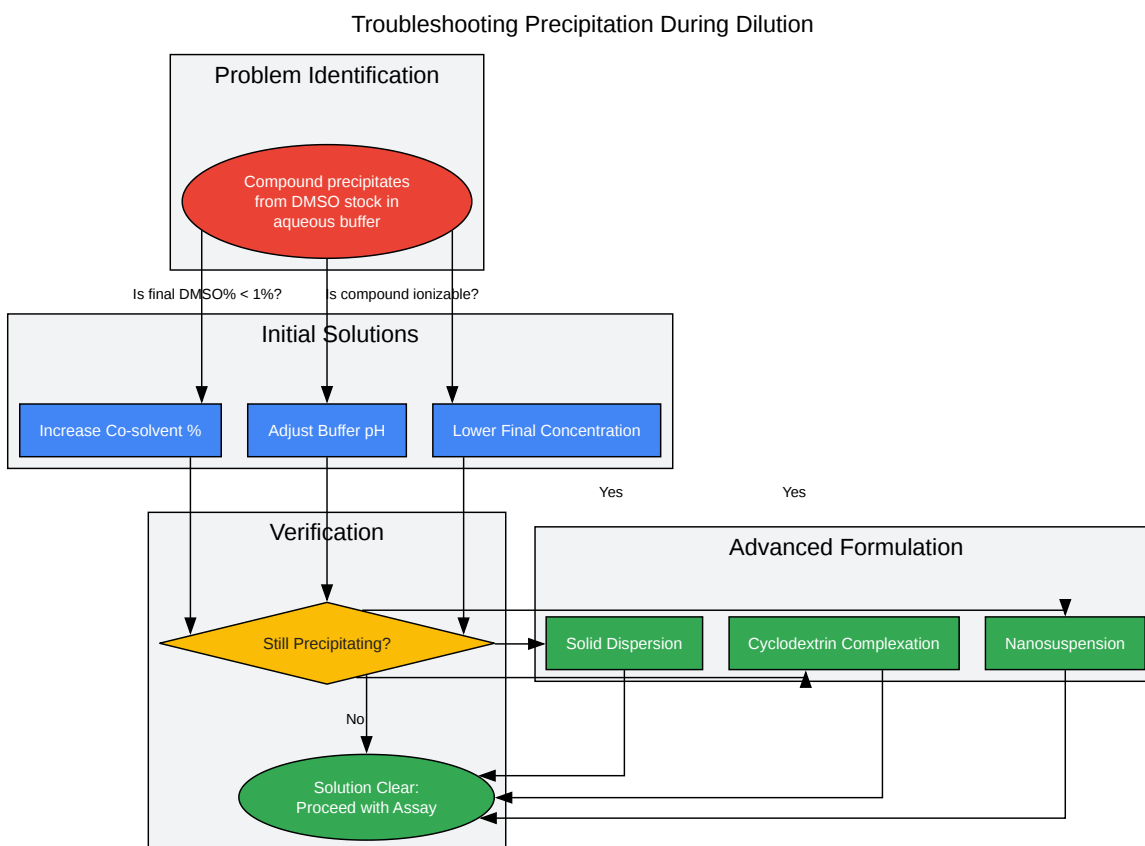 Troubleshooting Precipitation During Dilution
Problem Identification
Compound precipitates
from DMSO stock in
aqueous buffer
Is final DMSO% < 1%?
Is compound ionizable?
Initial Solutions
Increase Co-solvent %
Adjust Buffer pH
Lower Final Concentration
Yes
Yes
Verification
Advanced Formulation
Still Precipitating?
Solid Dispersion
Cyclodextrin Complexation
Nanosuspension
No
Solution Clear:
Proceed with Assay